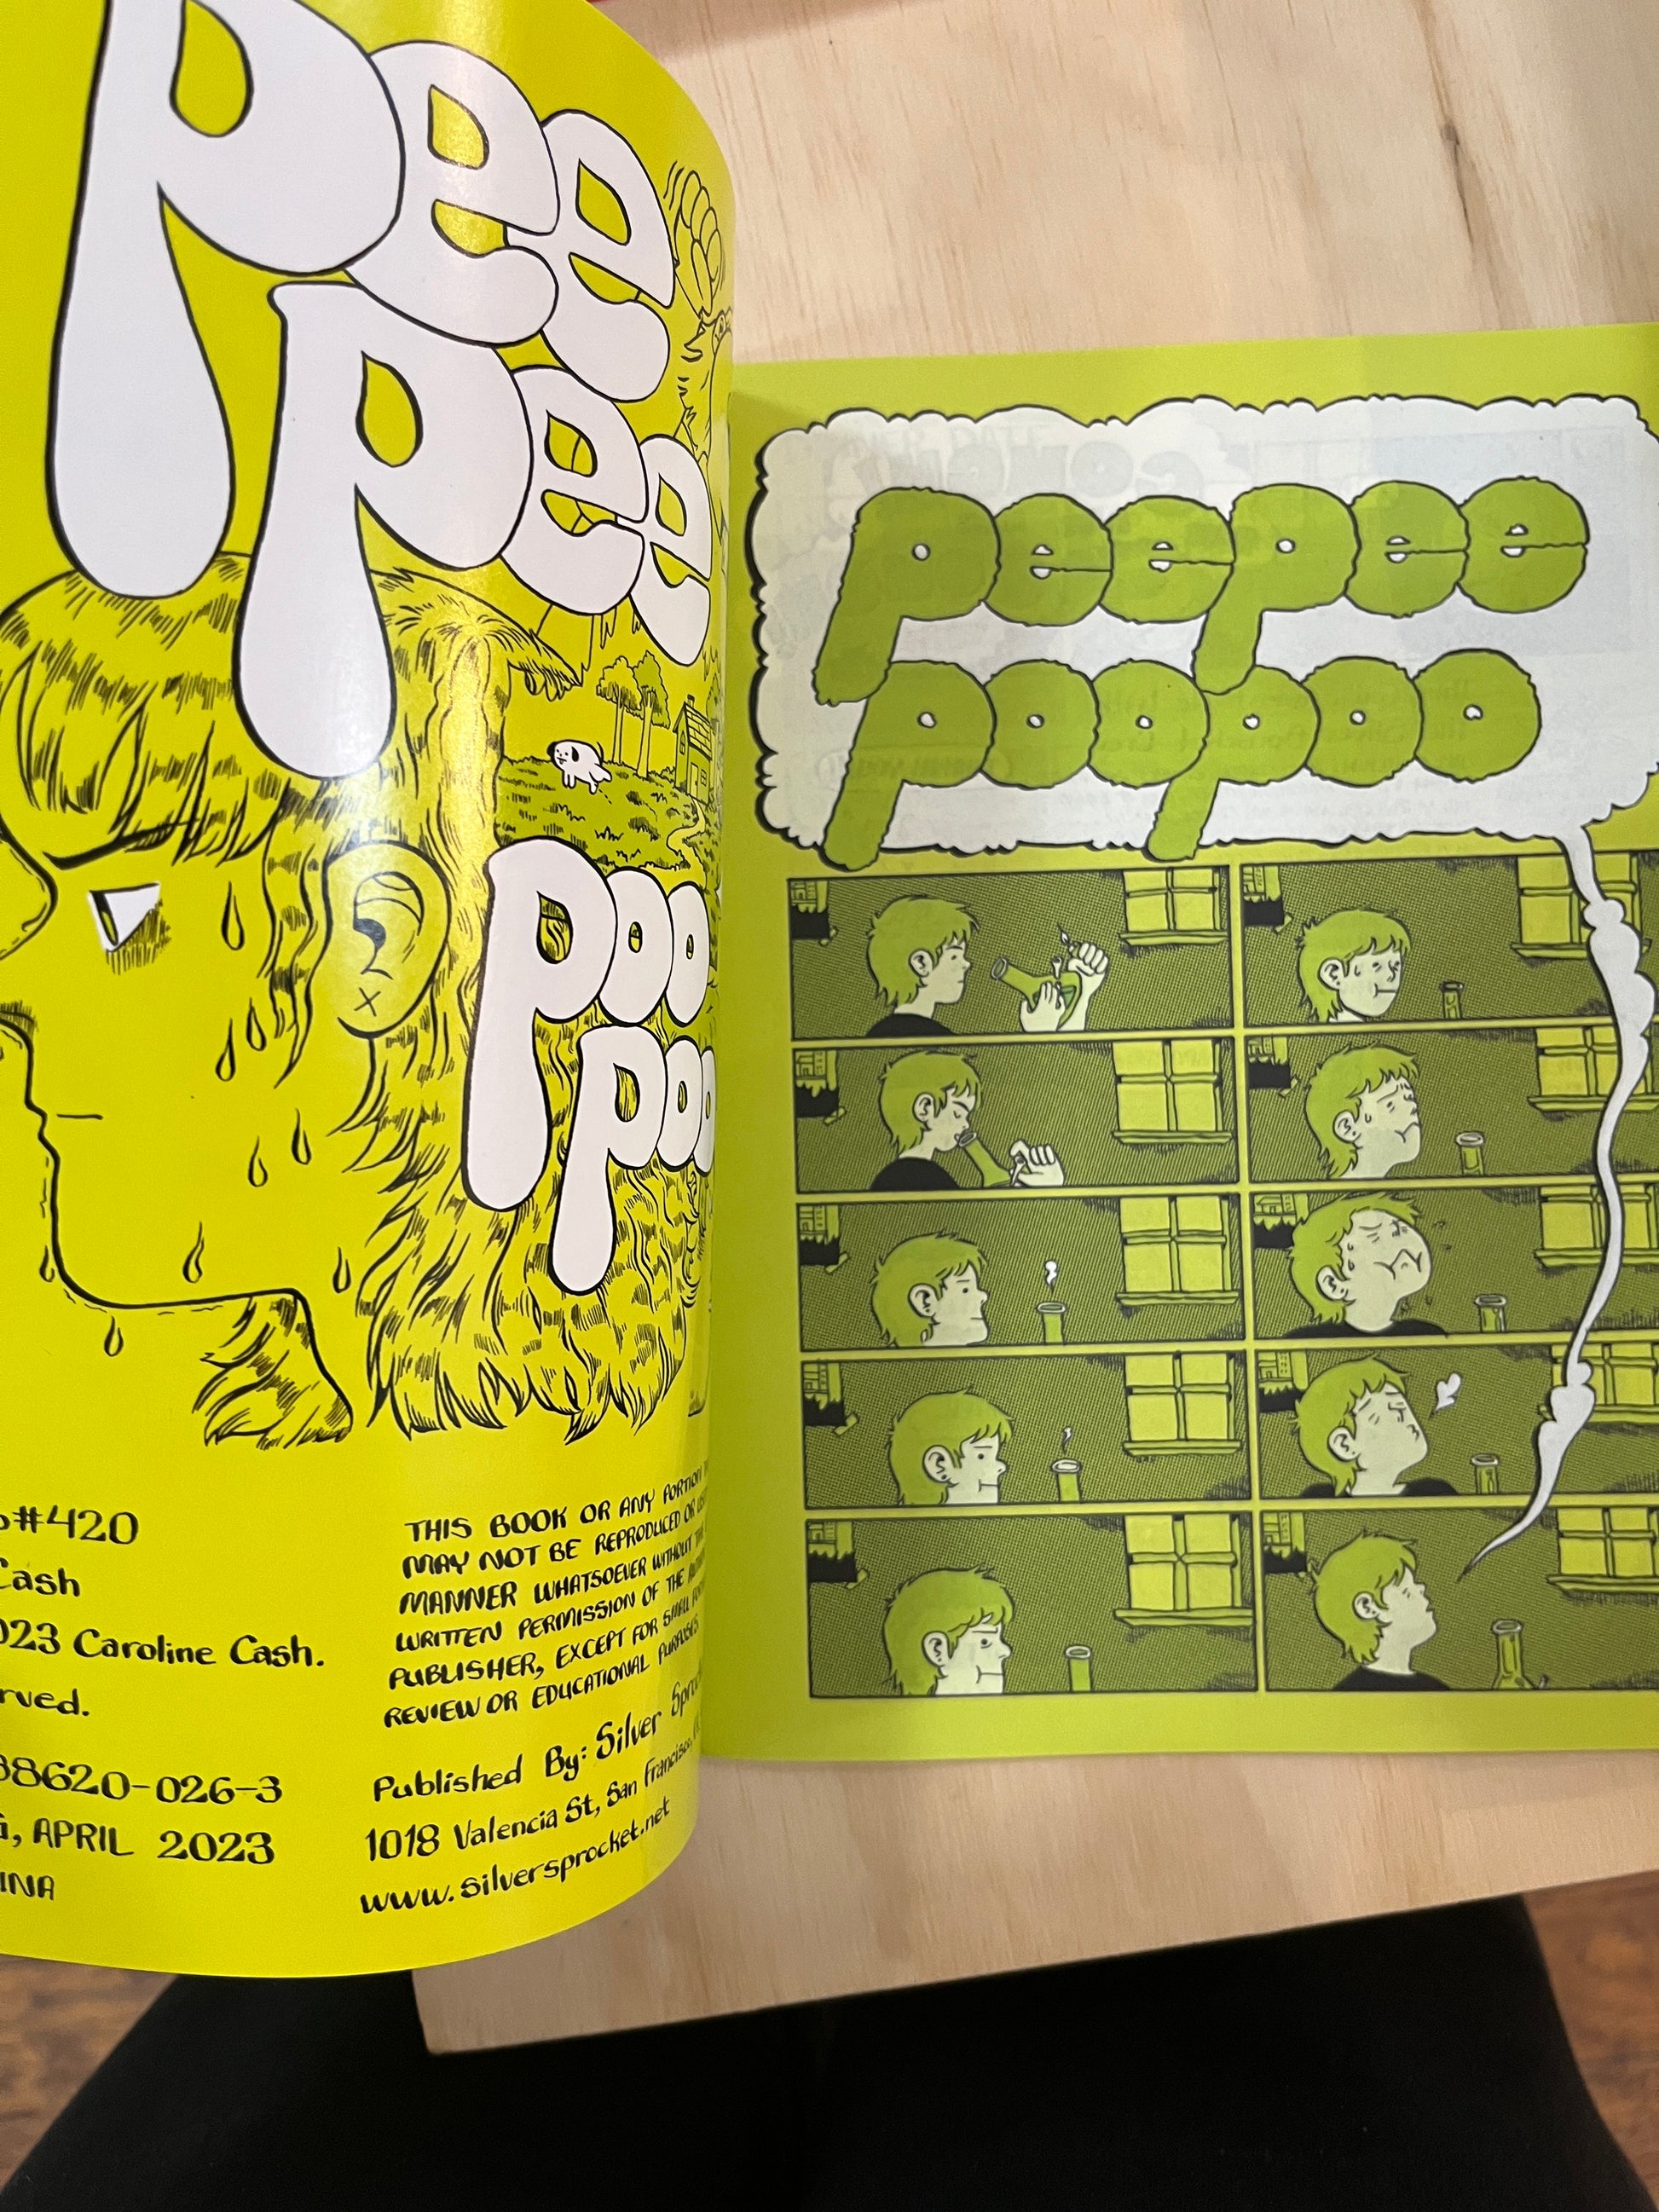 pee
pee
poo
poo
#420
Cash
023 Caroline Cash.
rved.
38620-026-3
, APRIL 2023
INA
THIS BOOK OR ANY PORTION
MAY NOT BE REPRODUCED OR
MANNER WHATSOEVER WITHOUT
WRITTEN PERMISSION OF THE
PUBLISHER, EXCEPT FOR SMALL
REVIEW OR EDUCATIONAL PURPOSES
Published By: Silver
1018 Valencia St, San Francisco,
www.silversprocket.net
peepee
poopoo